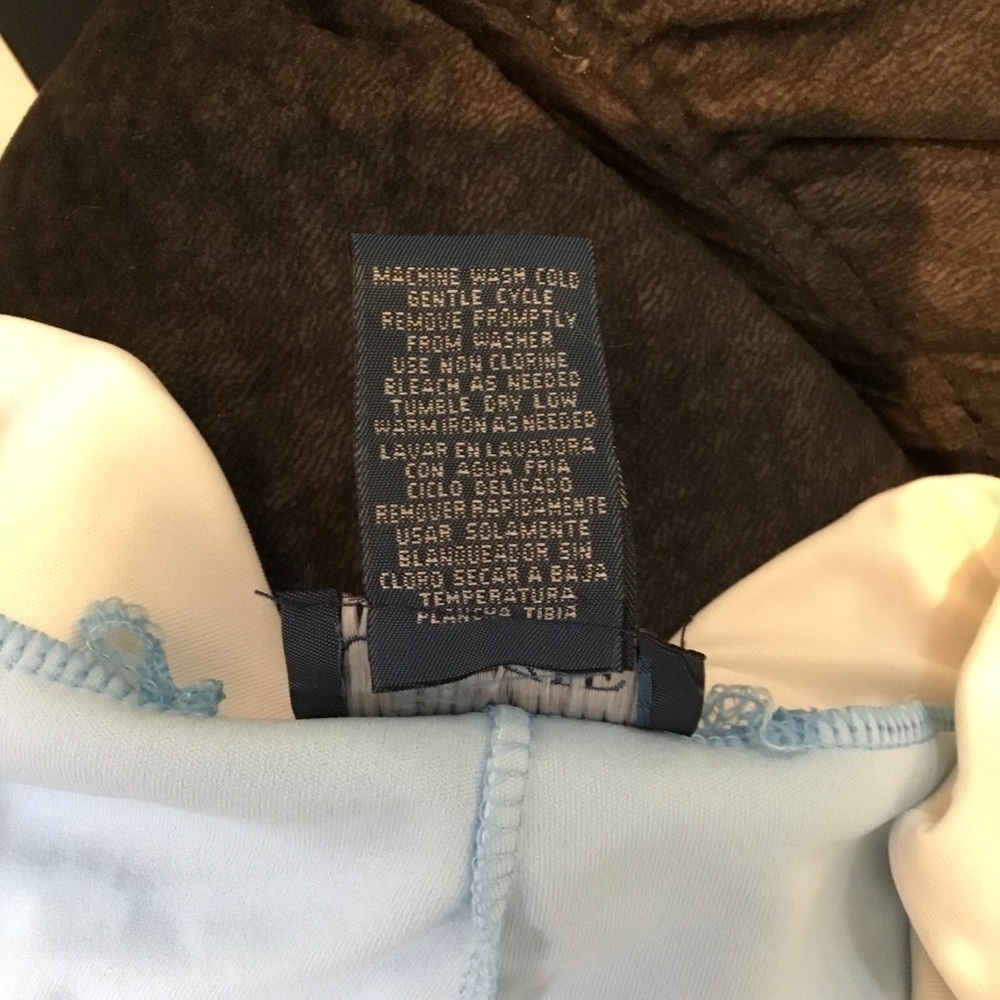 MACHINE WASH COLD
GENTLE CYCLE
REMOVE PROMPTLY
FROM WASHER
USE NON CLORINE
BLEACH AS NEEDED
TUMBLE DRY LOW
WARM IRON AS NEEDED
LAVAR EN LAVADORA
CON AGUA FRIA
CICLO DELICADO
REMOVER RAPIDAMENTE
USAR SOLAMENTE
BLANQUEADOR SIN
CLORO SECAR A BAJA
TEMPERATURA
PLANCHA TIBIA